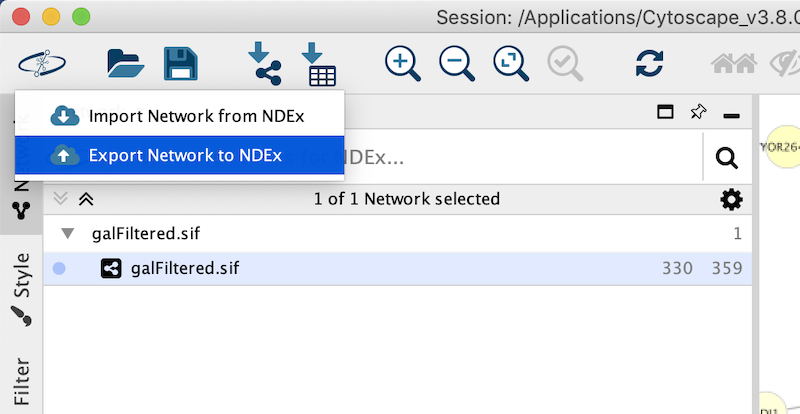 Session: /Applications/Cytoscape_v3.8.0
Import Network from NDEx
Export Network to NDEx
NDEx...
1 of 1 Network selected
galFiltered.sif 1
galFiltered.sif 330 359
Style
Filter
YOR264
DI1